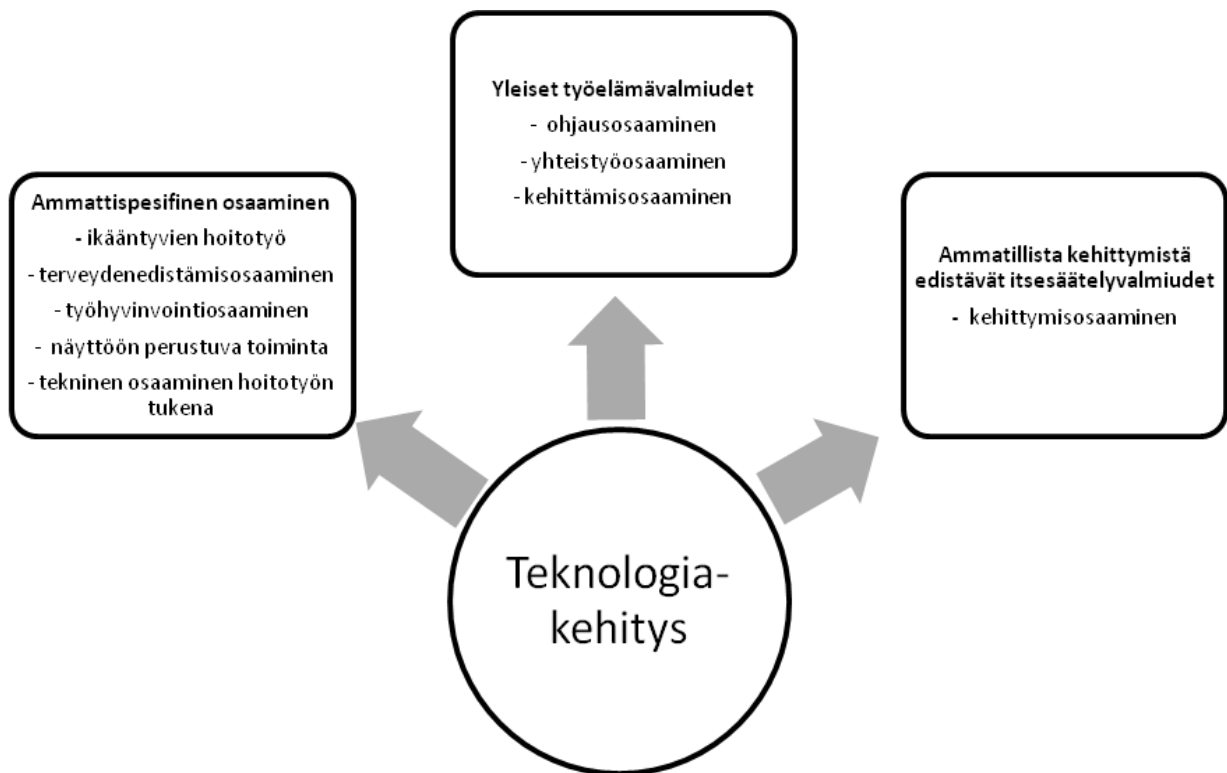 Yleiset työelämävalmiudet
- ohjausosaaminen
- yhteistyöosaaminen
- kehittämisosaaminen
Ammattispesifinen osaaminen
- ikääntyvien hoitotyö
- terveydenedistämisosaaminen
- työhyvinvointiosaaminen
- näyttöön perustuva toiminta
- tekninen osaaminen hoitotyön
tukena
Ammatillista kehittymistä
edistävät itsesäätelyvalmiudet
- kehittymisosaaminen
Teknologia-
kehitys